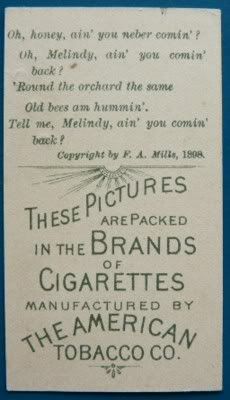 Oh, honey, ain' you neber comin'?
Oh, Melindy, ain' you comin'
back?
'Round the orchard the same
Old bees am hummin'.
Tell me, Melindy, ain' you comin'
back?
Copyright by F. A. Mills, 1898.
THESE PICTURES
ARE PACKED
IN THE BRANDS
OF
CIGARETTES
MANUFACTURED BY
THE AMERICAN
TOBACCO CO.